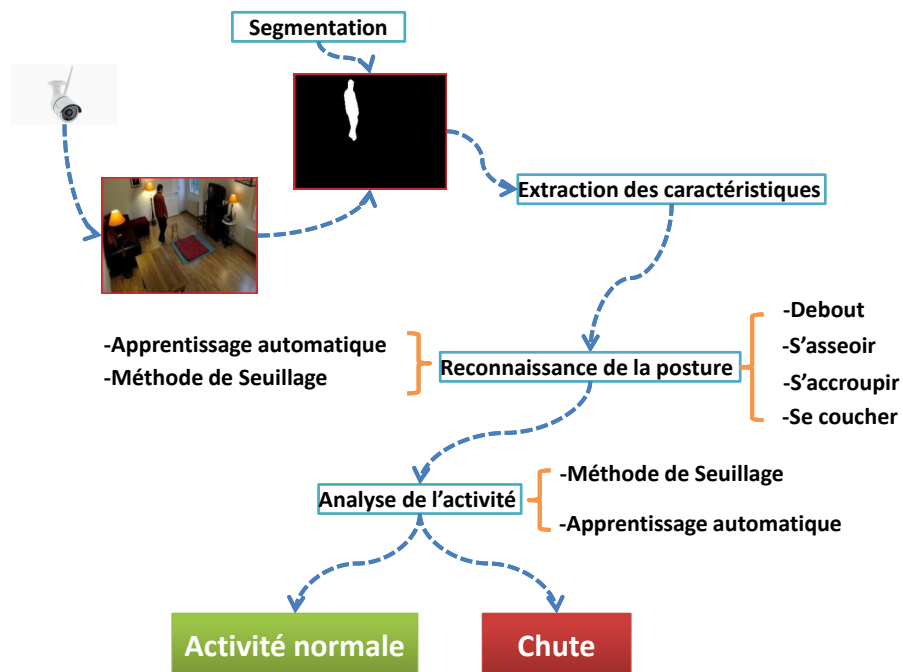 Segmentation
Extraction des caractéristiques
-Apprentissage automatique
-Méthode de Seuillage
Reconnaissance de la posture
-Debout
-S'asseoir
-S'accroupir
-Se coucher
Analyse de l'activité
-Méthode de Seuillage
-Apprentissage automatique
Activité normale
Chute